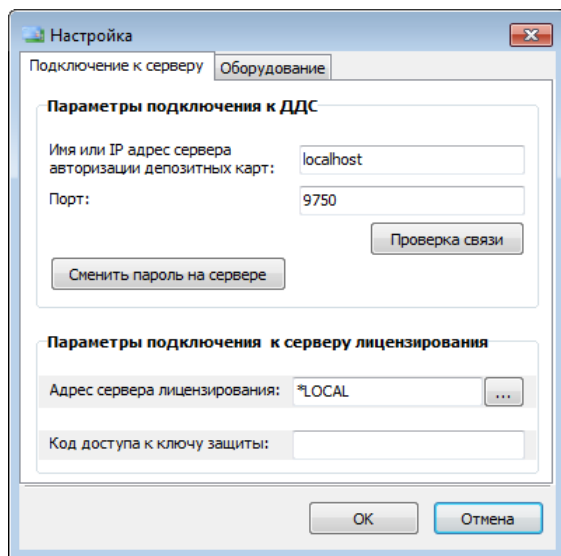 Настройка
Подключение к серверу
Оборудование
Параметры подключения к ДДС
Имя или IP адрес сервера
авторизации депозитных карт:
localhost
Порт:
9750
Проверка связи
Сменить пароль на сервере
Параметры подключения к серверу лицензирования
Адрес сервера лицензирования:
*LOCAL
...
Код доступа к ключу защиты:
OK
Отмена